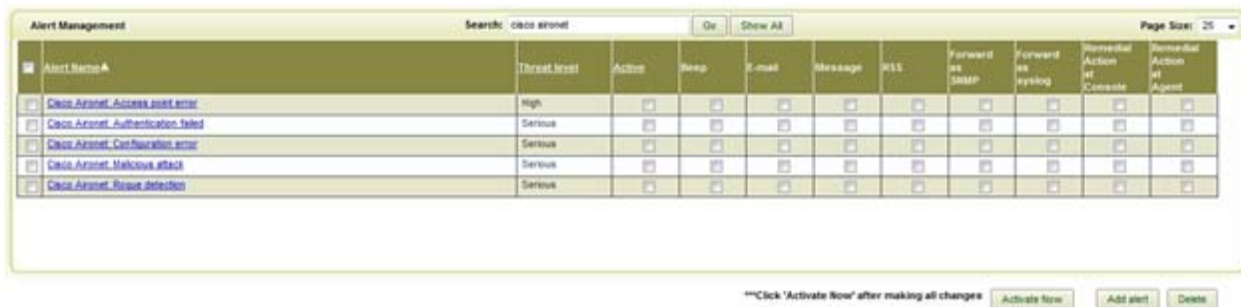 Alert Management Search: cisco aironet Go Show All Page Size: 25
Alert Name Threat level Active Beep E-mail Message RSS Forward as SNMP Forward as syslog Remedial Action at Console Remedial Action at Agent
Cisco Aironet: Access point error High
Cisco Aironet: Authentication failed Serious
Cisco Aironet: Configuration error Serious
Cisco Aironet: Malicious attack Serious
Cisco Aironet: Rogue detection Serious
***Click 'Activate Now' after making all changes Activate Now Add alert Delete